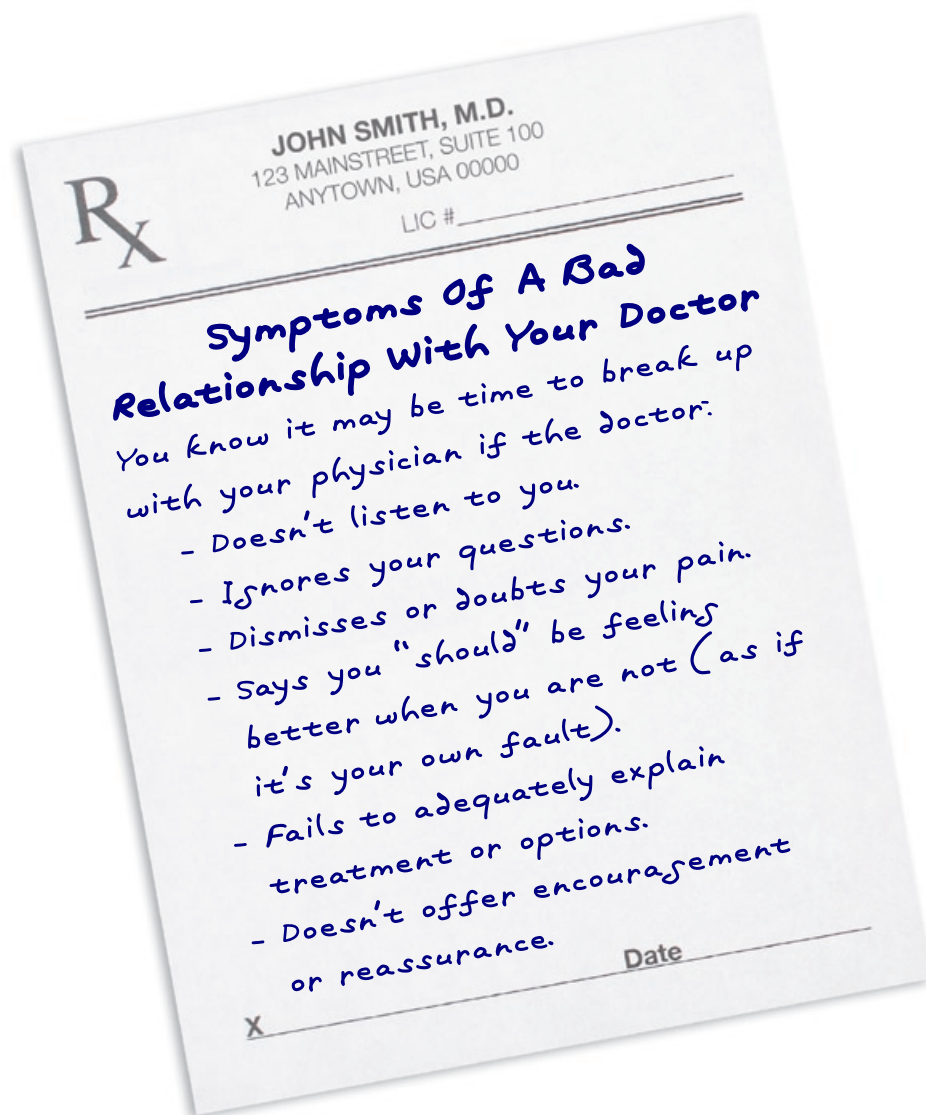 Rx
JOHN SMITH, M.D.
123 MAINSTREET, SUITE 100
ANYTOWN, USA 00000
LIC #
Symptoms Of A Bad
Relationship With Your Doctor
You know it may be time to break up
with your physician if the doctor:
- Doesn't listen to you.
- Ignores your questions.
- Dismisses or doubts your pain.
- Says you "should" be feeling
better when you are not (as if
it's your own fault).
- Fails to adequately explain
treatment or options.
- Doesn't offer encouragement
or reassurance.
X Date